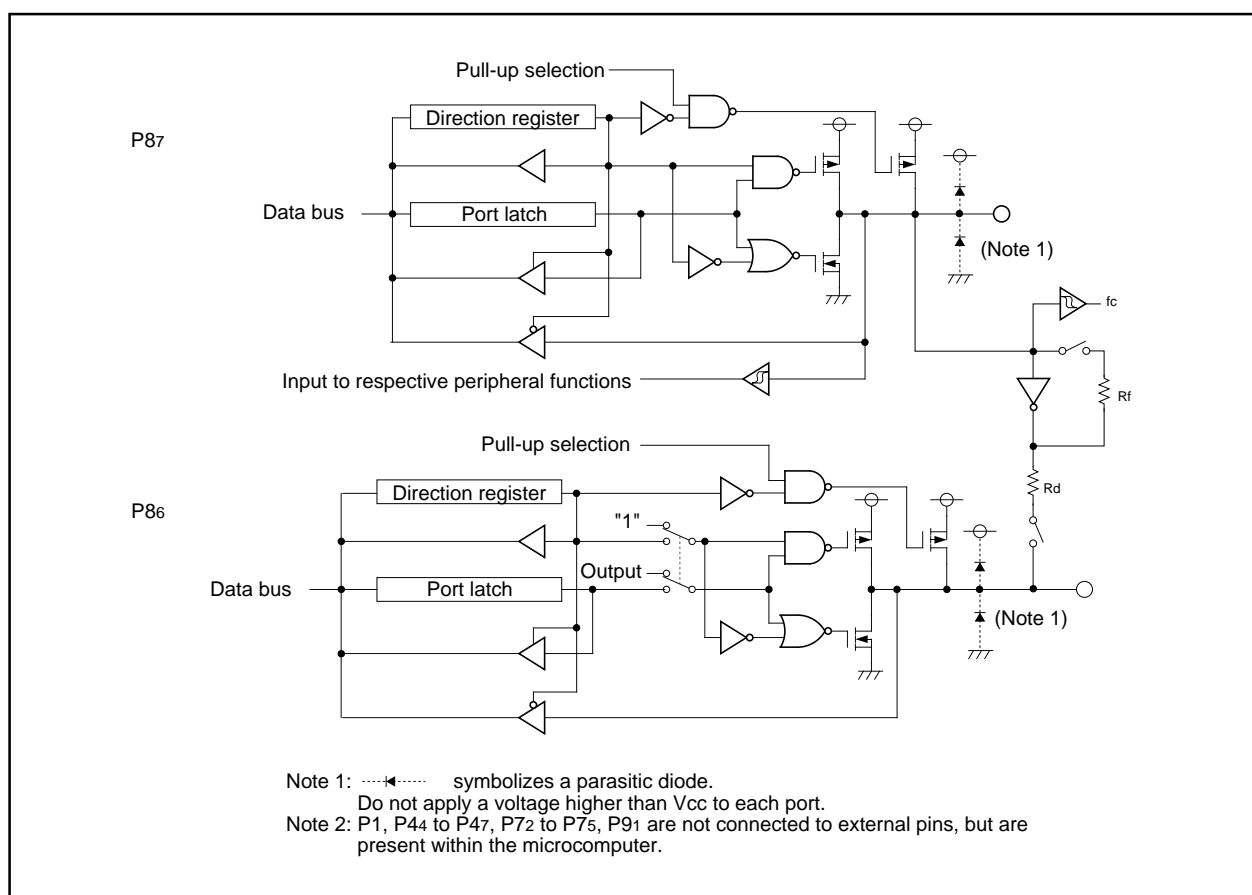 Pull-up selection
Direction register
P87
Data bus
Port latch
(Note 1)
fc
Input to respective peripheral functions
Rf
Pull-up selection
Direction register
Rd
P86
"1"
Output
Data bus
Port latch
(Note 1)
Note 1: symbolizes a parasitic diode.
Do not apply a voltage higher than Vcc to each port.
Note 2: P1, P44 to P47, P72 to P75, P91 are not connected to external pins, but are
present within the microcomputer.